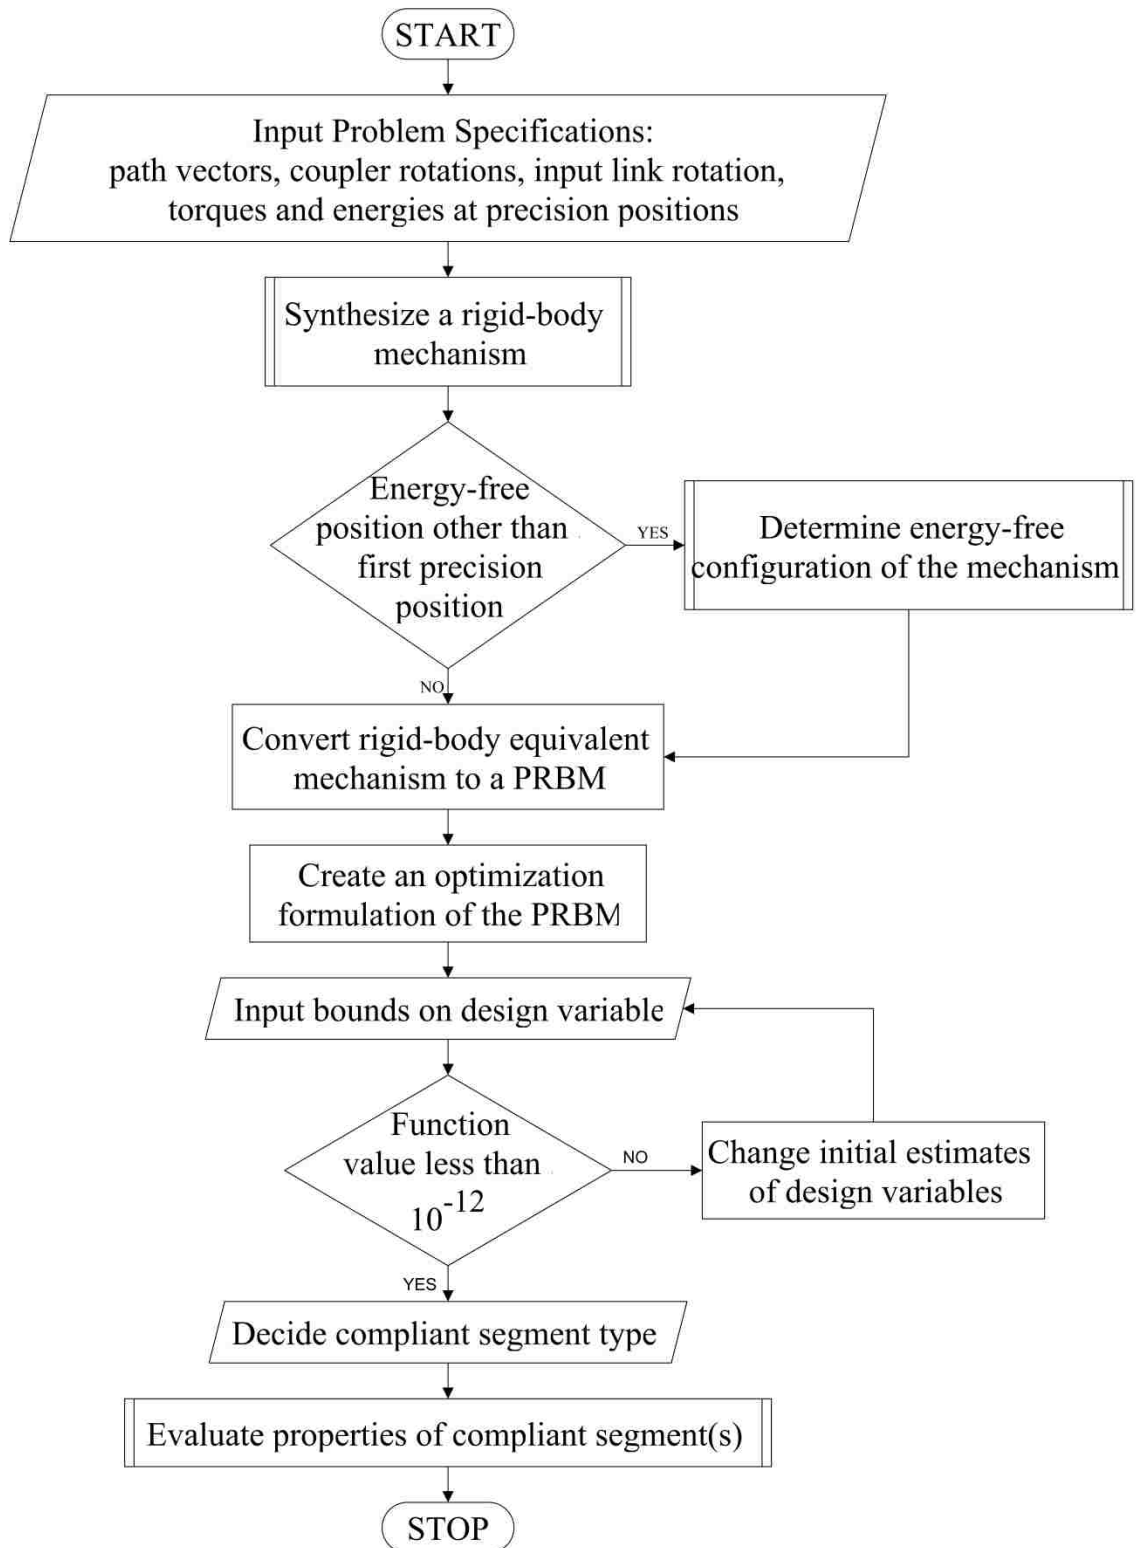 START
Input Problem Specifications:
path vectors, coupler rotations, input link rotation,
torques and energies at precision positions
Synthesize a rigid-body
mechanism
Energy-free
position other than
first precision
position
YES
Determine energy-free
configuration of the mechanism
NO
Convert rigid-body equivalent
mechanism to a PRBM
Create an optimization
formulation of the PRBM
Input bounds on design variable
Function
value less than
10^-12
NO
Change initial estimates
of design variables
YES
Decide compliant segment type
Evaluate properties of compliant segment(s)
STOP